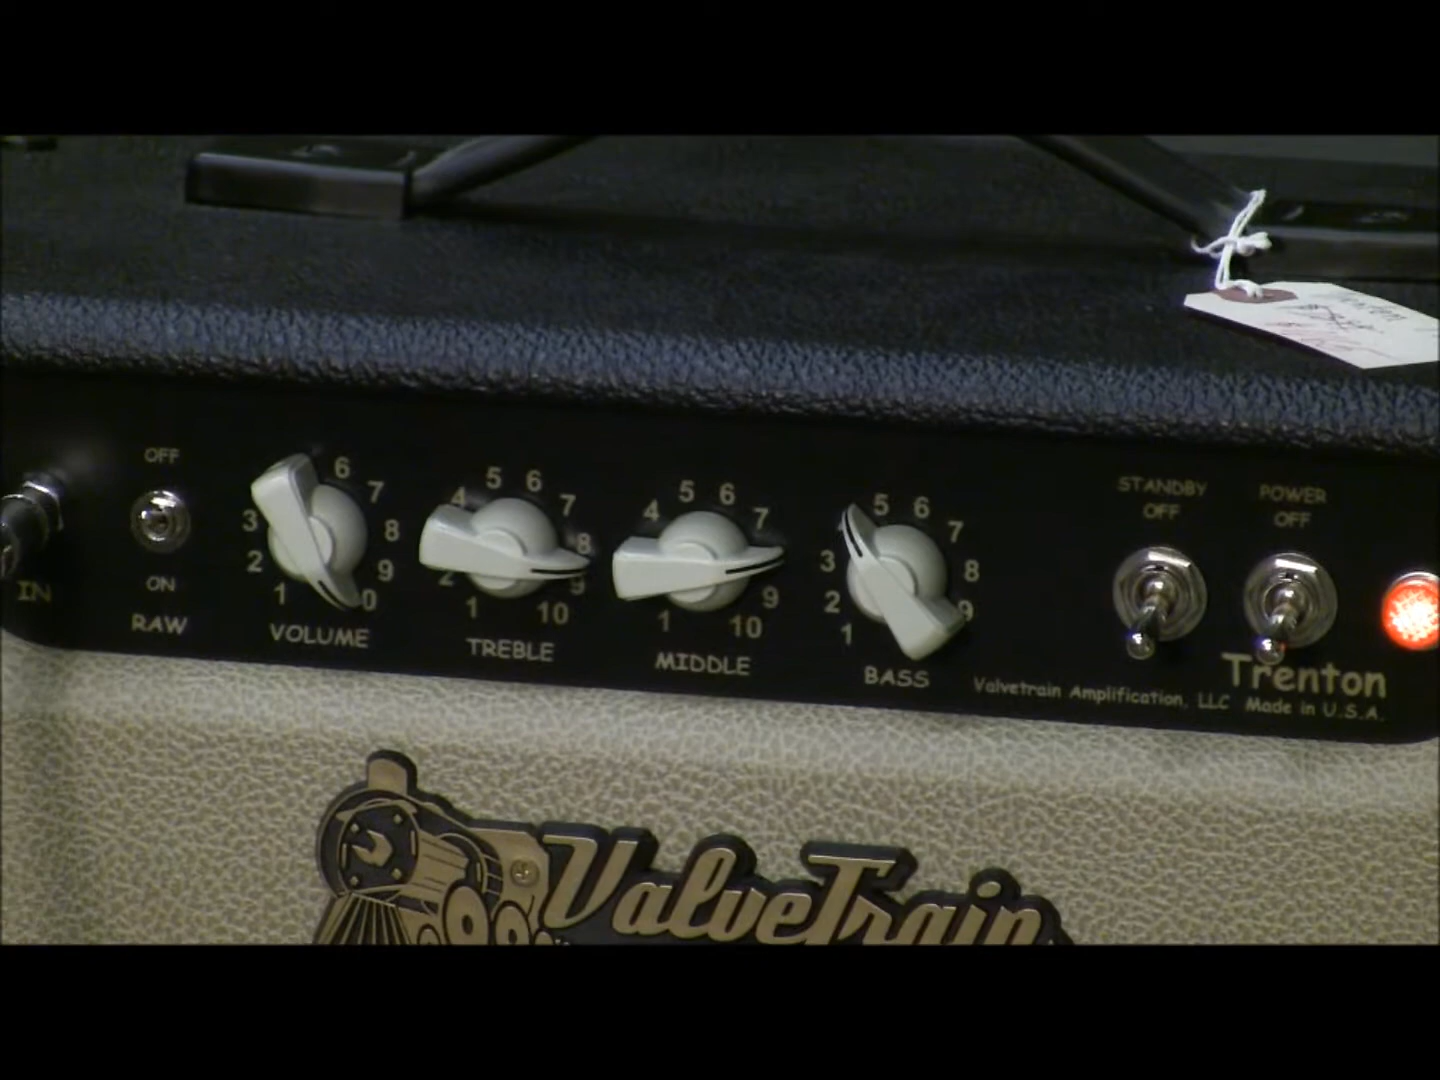 OFF
ON
RAW
IN
6 7 8 9 0 1 2 3
VOLUME
4 5 6 7 8 9 10 1 2
TREBLE
4 5 6 7 9 10 1
MIDDLE
5 6 7 8 9 1 2 3
BASS
STANDBY
OFF
POWER
OFF
Trenton
Valvetrain Amplification, LLC Made in U.S.A.
ValveTrain